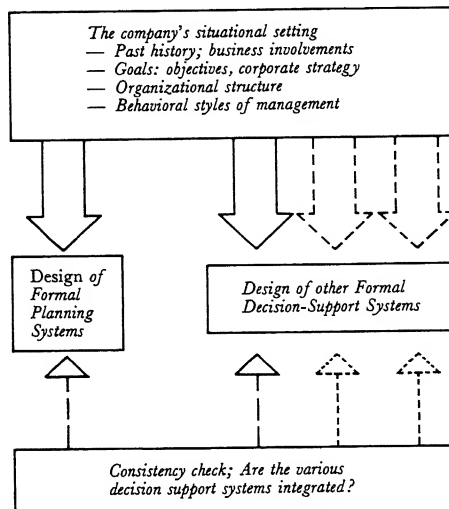 The company's situational setting
— Past history; business involvements
— Goals: objectives, corporate strategy
— Organizational structure
— Behavioral styles of management
Design of
Formal
Planning
Systems
Design of other Formal
Decision-Support Systems
Consistency check; Are the various
decision support systems integrated?